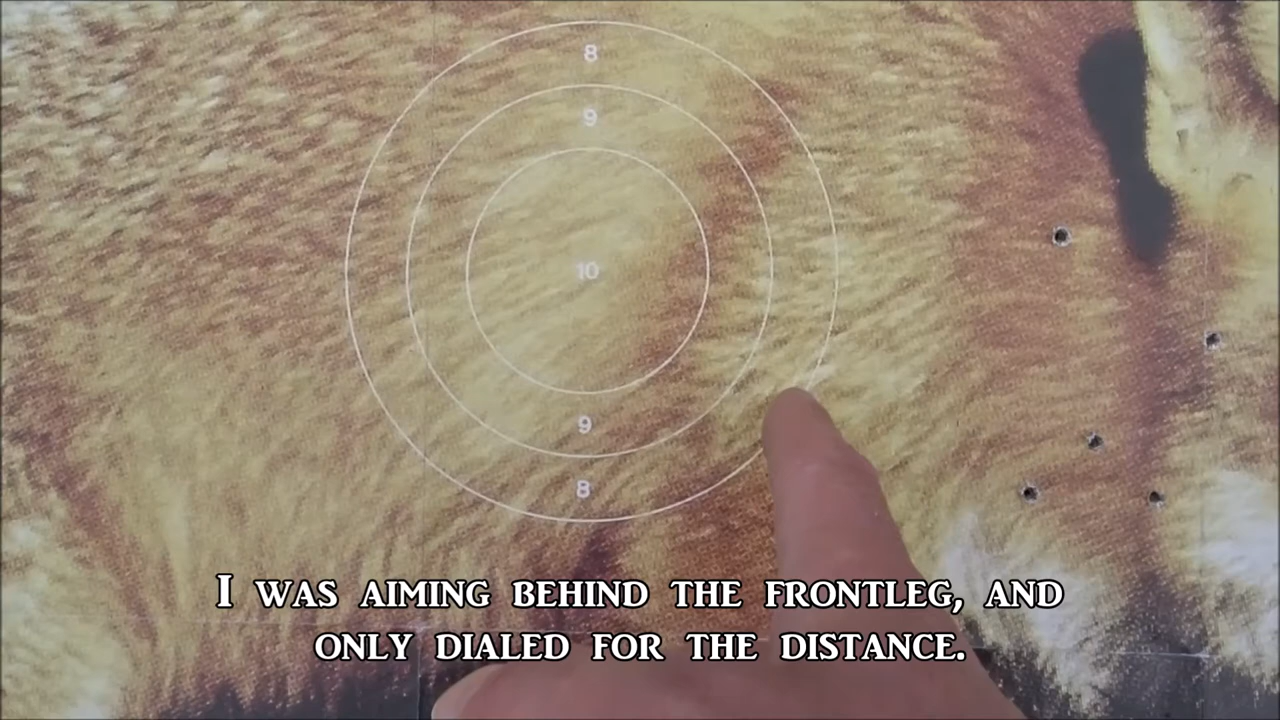 8
9
10
9
8
I WAS AIMING BEHIND THE FRONTLEG, AND
ONLY DIALED FOR THE DISTANCE.